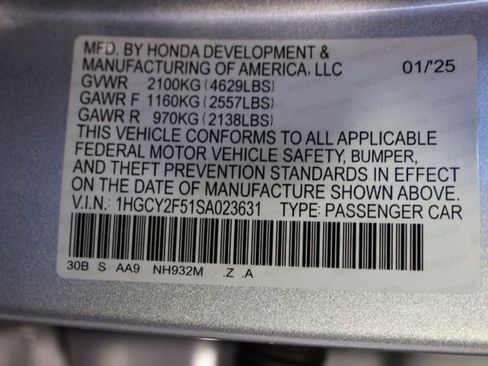 MFD. BY HONDA DEVELOPMENT &
MANUFACTURING OF AMERICA, LLC 01/'25
GVWR 2100KG (4629LBS)
GAWR F 1160KG (2557LBS)
GAWR R 970KG (2138LBS)
THIS VEHICLE CONFORMS TO ALL APPLICABLE
FEDERAL MOTOR VEHICLE SAFETY, BUMPER,
AND THEFT PREVENTION STANDARDS IN EFFECT
ON THE DATE OF MANUFACTURE SHOWN ABOVE.
V.I.N.: 1HGCY2F51SA023631 TYPE: PASSENGER CAR
30B S AA9 NH932M .Z .A